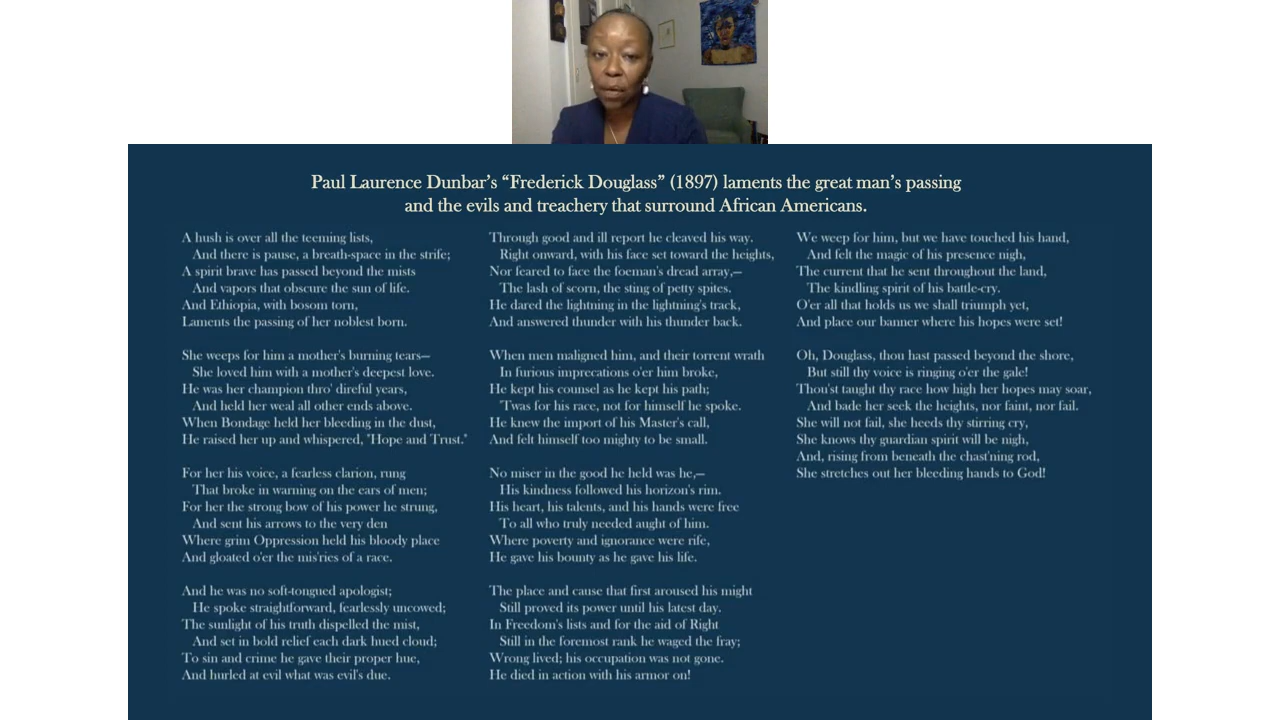 Paul Laurence Dunbar's “Frederick Douglass” (1897) laments the great man's passing
and the evils and treachery that surround African Americans.
A hush is over all the teeming lists,
And there is pause, a breath-space in the strife;
A spirit brave has passed beyond the mists
And vapors that obscure the sun of life.
And Ethiopia, with bosom torn,
Laments the passing of her noblest born.
She weeps for him a mother's burning tears—
She loved him with a mother's deepest love.
He was her champion thro' direful years,
And held her weal all other ends above.
When Bondage held her bleeding in the dust,
He raised her up and whispered, "Hope and Trust."
For her his voice, a fearless clarion, rung
That broke in warning on the ears of men;
For her the strong bow of his power he strung,
And sent his arrows to the very den
Where grim Oppression held his bloody place
And gloated o'er the mis'ries of a race.
And he was no soft-tongued apologist;
He spoke straightforward, fearlessly uncowed;
The sunlight of his truth dispelled the mist,
And set in bold relief each dark hued cloud;
To sin and crime he gave their proper hue,
And hurled at evil what was evil's due.
Through good and ill report he cleaved his way.
Right onward, with his face set toward the heights,
Nor feared to face the foeman's dread array,—
The lash of scorn, the sting of petty spites.
He dared the lightning in the lightning's track,
And answered thunder with his thunder back.
When men maligned him, and their torrent wrath
In furious imprecations o'er him broke,
He kept his counsel as he kept his path;
'Twas for his race, not for himself he spoke.
He knew the import of his Master's call,
And felt himself too mighty to be small.
No miser in the good he held was he,—
His kindness followed his horizon's rim.
His heart, his talents, and his hands were free
To all who truly needed aught of him.
Where poverty and ignorance were rife,
He gave his bounty as he gave his life.
The place and cause that first aroused his might
Still proved its power until his latest day.
In Freedom's lists and for the aid of Right
Still in the foremost rank he waged the fray;
Wrong lived; his occupation was not gone.
He died in action with his armor on!
We weep for him, but we have touched his hand,
And felt the magic of his presence nigh,
The current that he sent throughout the land,
The kindling spirit of his battle-cry.
O'er all that holds us we shall triumph yet,
And place our banner where his hopes were set!
Oh, Douglass, thou hast passed beyond the shore,
But still thy voice is ringing o'er the gale!
Thou'st taught thy race how high her hopes may soar,
And bade her seek the heights, nor faint, nor fail.
She will not fail, she heeds thy stirring cry,
She knows thy guardian spirit will be nigh,
And, rising from beneath the chast'ning rod,
She stretches out her bleeding hands to God!